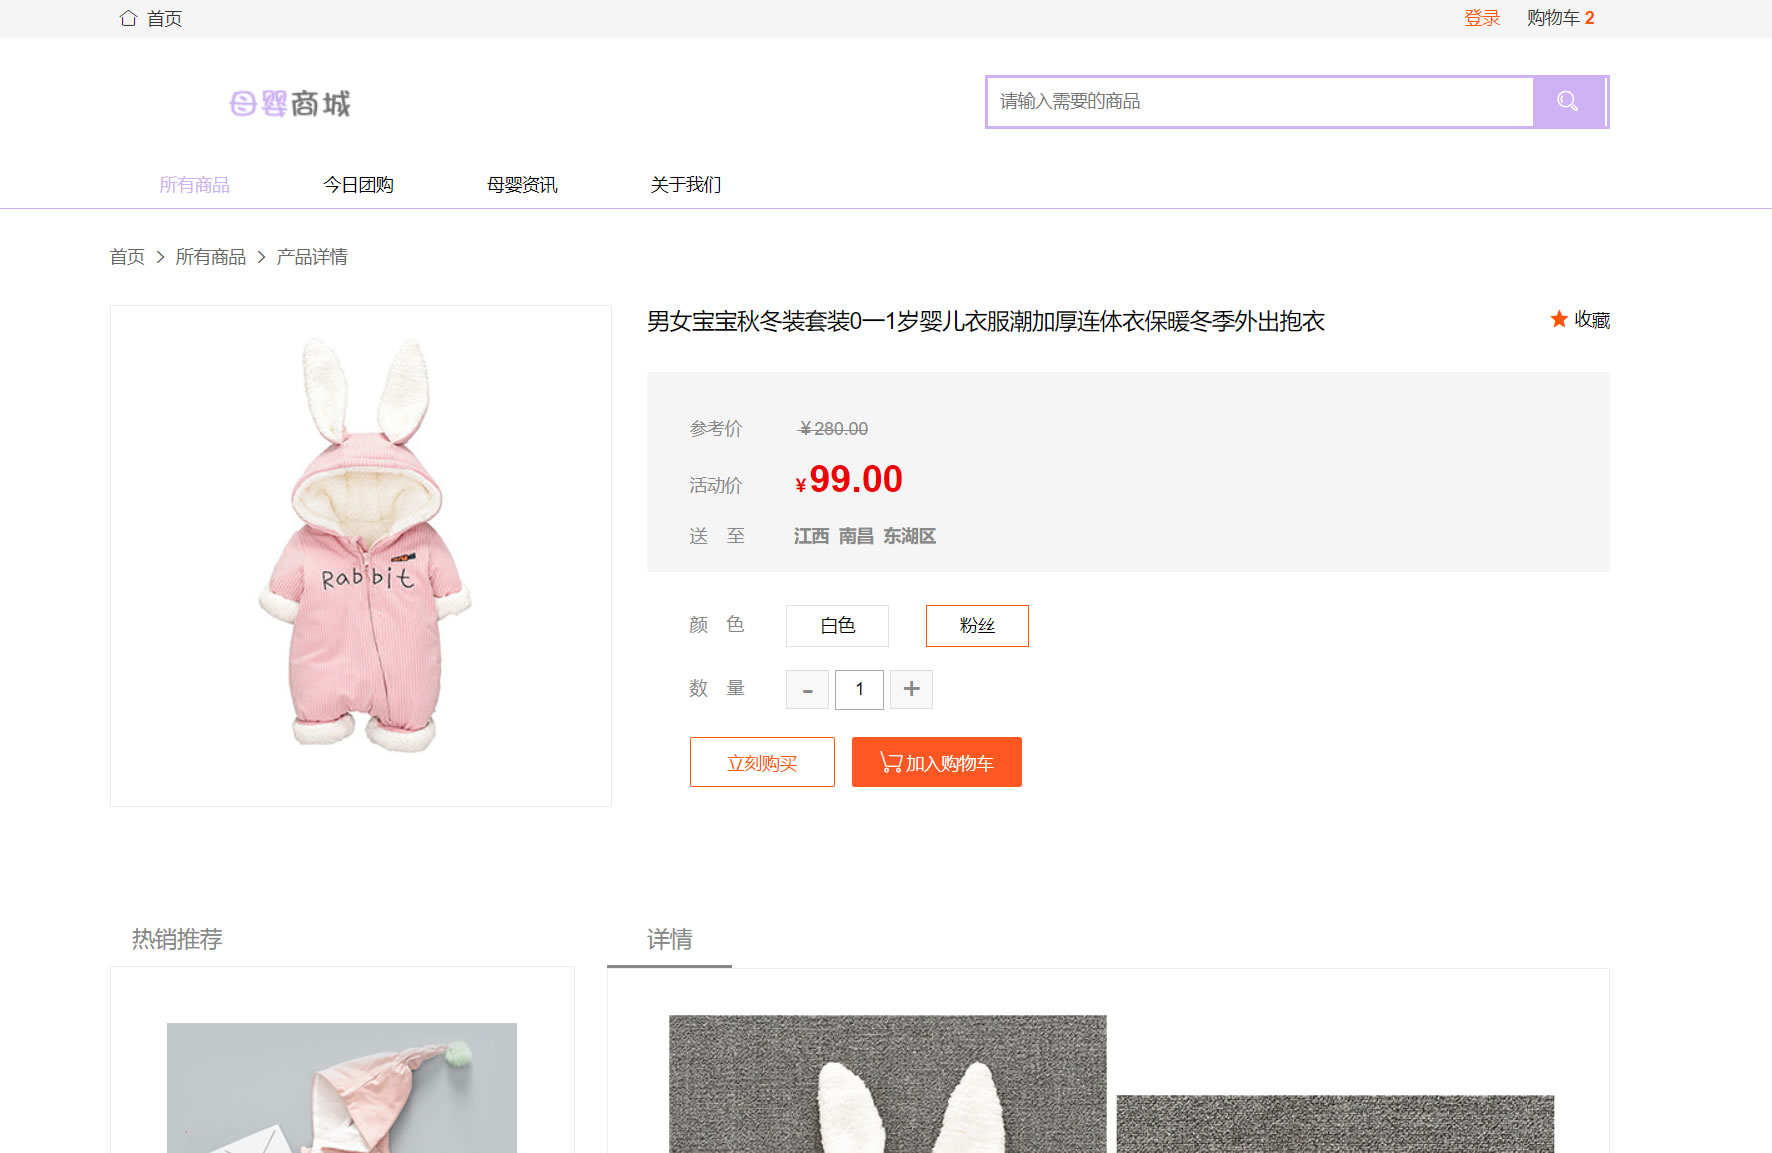 首页
登录 购物车 2
母婴商城
请输入需要的商品
所有商品 今日团购 母婴资讯 关于我们
首页 > 所有商品 > 产品详情
男女宝宝秋冬装套装0一1岁婴儿衣服潮加厚连体衣保暖冬季外出抱衣
收藏
参考价 ￥280.00
活动价 ¥99.00
送 至 江西 南昌 东湖区
Rabbit
颜 色 白色 粉丝
数 量 - 1 +
立刻购买 加入购物车
热销推荐 详情